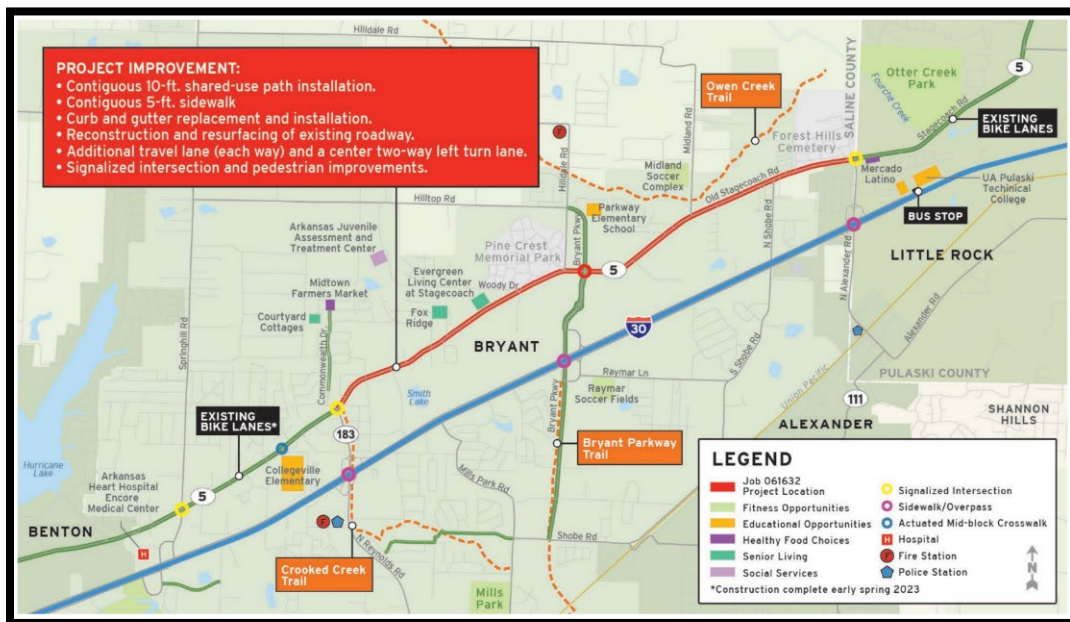 Hilldale Rd
PROJECT IMPROVEMENT:
• Contiguous 10-ft. shared-use path installation.
• Contiguous 5-ft. sidewalk
• Curb and gutter replacement and installation.
• Reconstruction and resurfacing of existing roadway.
• Additional travel lane (each way) and a center two-way left turn lane.
• Signalized intersection and pedestrian improvements.
Owen Creek
Trail
SALINE COUNTY
Otter Creek
Park
5
Fourche Creek
Stagecoach Rd
EXISTING
BIKE LANES
Forest Hills
Cemetery
F
Hilldale Rd
Midland Rd
Midland
Soccer
Complex
Old Stagecoach Rd
Mercado
Latino
UA Pulaski
Techinical
College
BUS STOP
LITTLE ROCK
Hilltop Rd
Parkway
Elementary
School
Bryant Pkwy
N Shobe Rd
N Alexander Rd
Alexander Rd
Arkansas Juvenile
Assessment and
Treatment Center
Pine Crest
Memorial Park
5
Midtown
Farmers Market
Evergreen
Living Center
at Stagecoach
Woody Dr.
Fox
Ridge
Courtyard
Cottages
Springhill Rd
Commonwealth Dr.
BRYANT
30
S Shobe Rd
Union Pacific
PULASKI COUNTY
Raymar Ln
Raymar
Soccer Fields
Smith
Lake
111
ALEXANDER
SHANNON
HILLS
EXISTING
BIKE LANES*
183
Bryant Pkwy
Bryant Parkway
Trail
Hurricane
Lake
Arkansas
Heart Hospital
Encore
Medical Center
5
Collegeville
Elementary
Mills Park Rd
BENTON
H
F
N Reynolds Rd
Shobe Rd
Crooked Creek
Trail
Mills
Park
LEGEND
Job 061632
Project Location
Fitness Opportunities
Educational Opportunities
Healthy Food Choices
Senior Living
Social Services
Signalized Intersection
Sidewalk/Overpass
Actuated Mid-block Crosswalk
H Hospital
F Fire Station
Police Station
*Construction complete early spring 2023
N